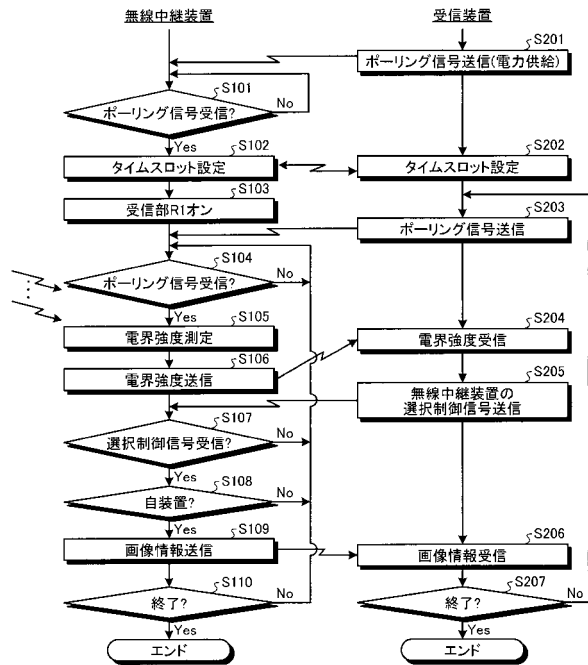 無線中継装置
S101
ポーリング信号受信?
No
Yes
S102
タイムスロット設定
S103
受信部R1オン
S104
ポーリング信号受信?
No
Yes
S105
電界強度測定
S106
電界強度送信
S107
選択制御信号受信?
No
Yes
S108
自装置?
No
Yes
S109
画像情報送信
S110
終了?
No
Yes
エンド
受信装置
S201
ポーリング信号送信(電力供給)
S202
タイムスロット設定
S203
ポーリング信号送信
S204
電界強度受信
S205
無線中継装置の
選択制御信号送信
S206
画像情報受信
S207
終了?
No
Yes
エンド